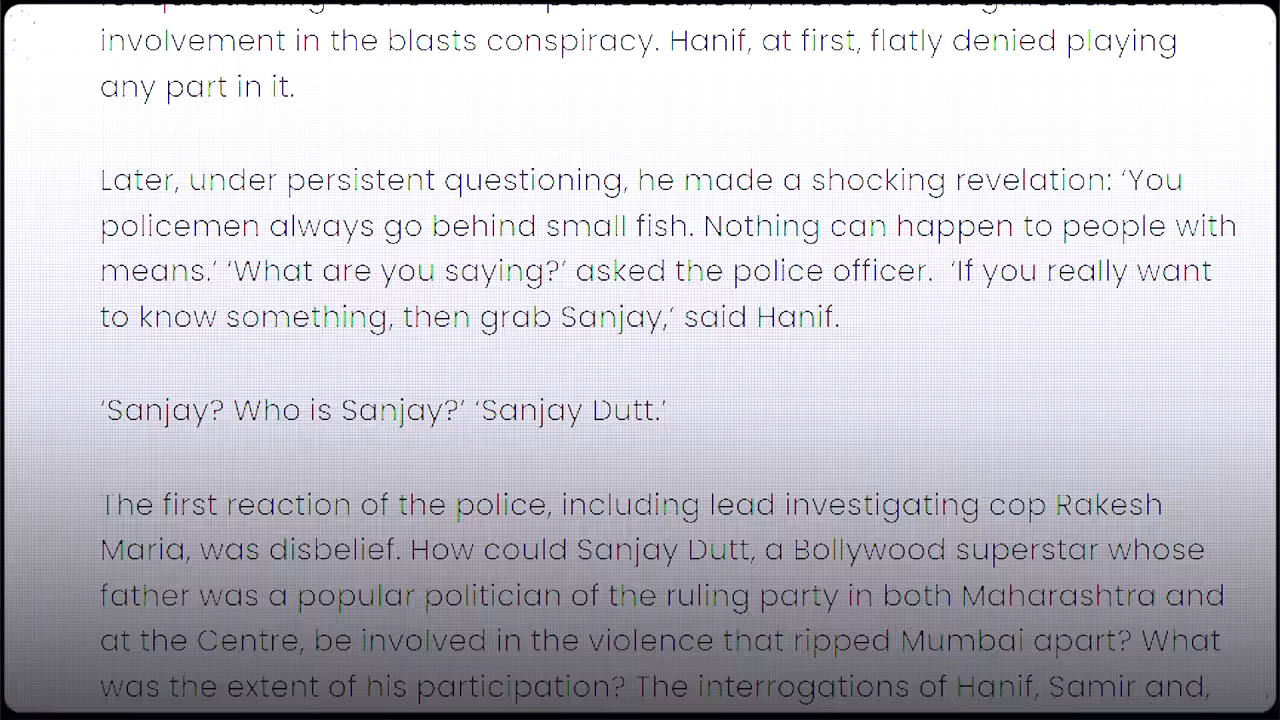 involvement in the blasts conspiracy. Hanif, at first, flatly denied playing
any part in it.
Later, under persistent questioning, he made a shocking revelation: ‘You
policemen always go behind small fish. Nothing can happen to people with
means.’ ‘What are you saying?’ asked the police officer.  ‘If you really want
to know something, then grab Sanjay,’ said Hanif.
‘Sanjay? Who is Sanjay?’ ‘Sanjay Dutt.’
The first reaction of the police, including lead investigating cop Rakesh
Maria, was disbelief. How could Sanjay Dutt, a Bollywood superstar whose
father was a popular politician of the ruling party in both Maharashtra and
at the Centre, be involved in the violence that ripped Mumbai apart? What
was the extent of his participation? The interrogations of Hanif, Samir and,